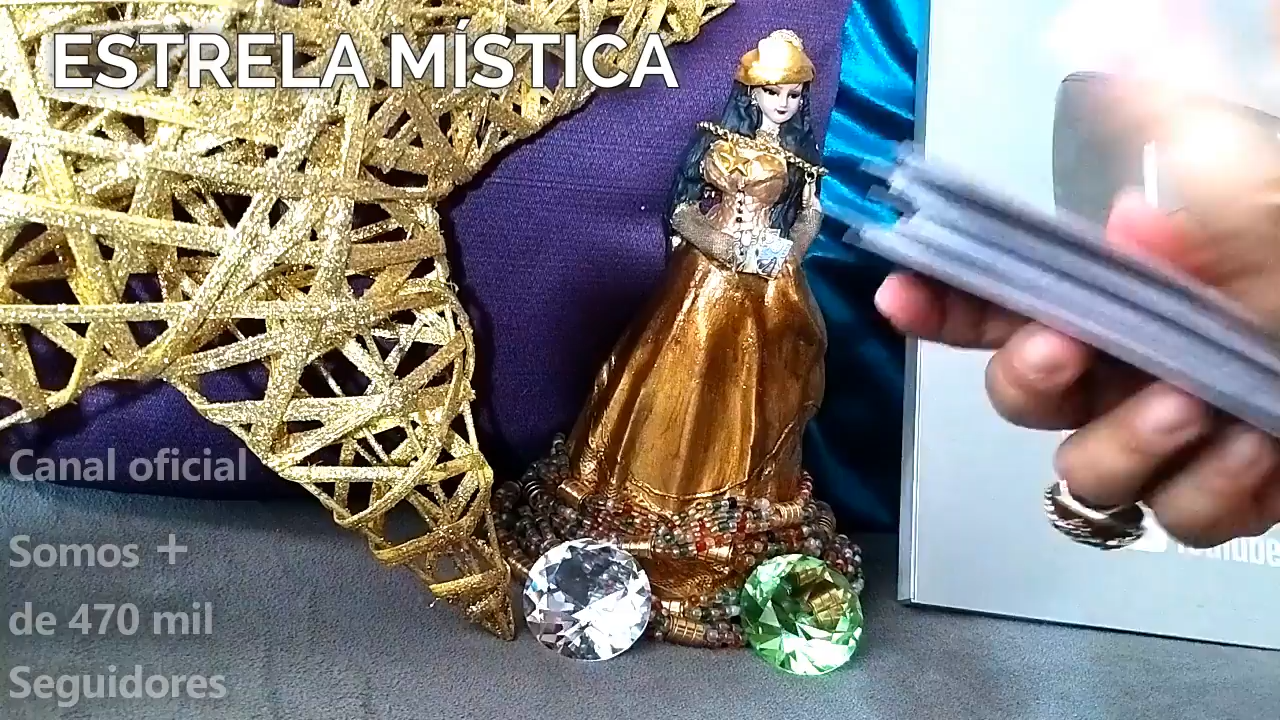 ESTRELA MÍSTICA
Canal oficial
Somos +
de 470 mil
Seguidores